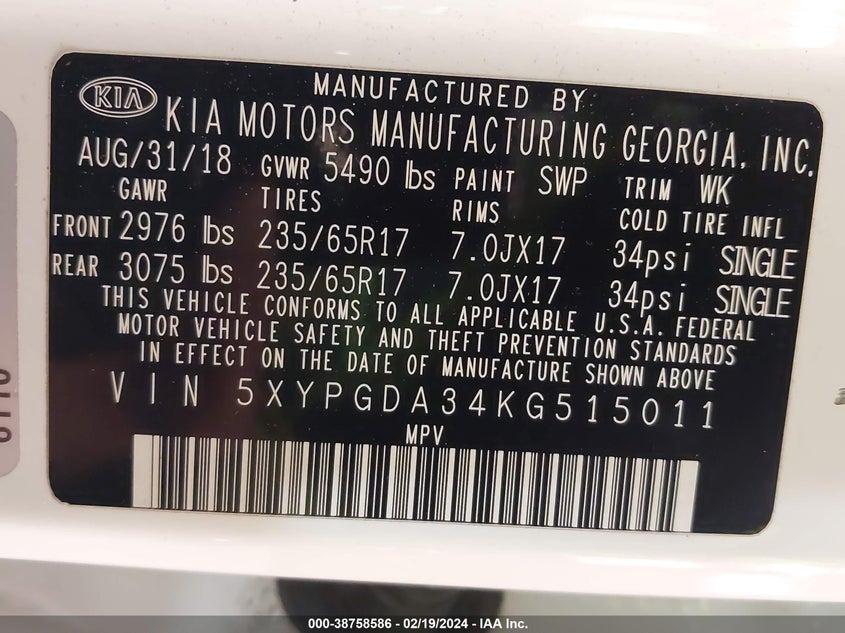 MANUFACTURED BY
KIA KIA MOTORS MANUFACTURING GEORGIA, INC.
AUG/31/18 GVWR 5490 lbs PAINT SWP TRIM WK
GAWR TIRES RIMS COLD TIRE INFL
FRONT 2976 lbs 235/65R17 7.0JX17 34psi SINGLE
REAR 3075 lbs 235/65R17 7.0JX17 34psi SINGLE
THIS VEHICLE CONFORMS TO ALL APPLICABLE U.S.A. FEDERAL
MOTOR VEHICLE SAFETY AND THEFT PREVENTION STANDARDS
IN EFFECT ON THE DATE OF MANUFACTURE SHOWN ABOVE
VIN 5XYPGDA34KG515011
MPV
000-38758586 - 02/19/2024 - IAA Inc.